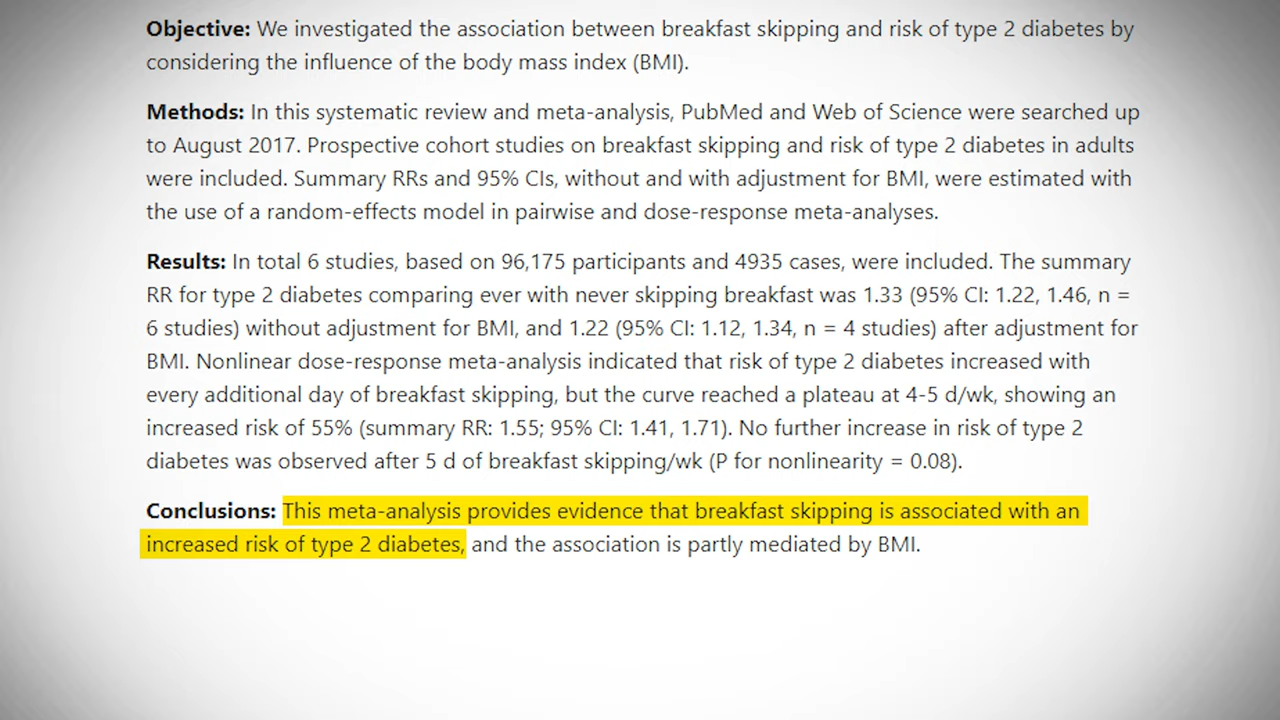 Objective: We investigated the association between breakfast skipping and risk of type 2 diabetes by
considering the influence of the body mass index (BMI).
Methods: In this systematic review and meta-analysis, PubMed and Web of Science were searched up
to August 2017. Prospective cohort studies on breakfast skipping and risk of type 2 diabetes in adults
were included. Summary RRs and 95% CIs, without and with adjustment for BMI, were estimated with
the use of a random-effects model in pairwise and dose-response meta-analyses.
Results: In total 6 studies, based on 96,175 participants and 4935 cases, were included. The summary
RR for type 2 diabetes comparing ever with never skipping breakfast was 1.33 (95% CI: 1.22, 1.46, n =
6 studies) without adjustment for BMI, and 1.22 (95% CI: 1.12, 1.34, n = 4 studies) after adjustment for
BMI. Nonlinear dose-response meta-analysis indicated that risk of type 2 diabetes increased with
every additional day of breakfast skipping, but the curve reached a plateau at 4-5 d/wk, showing an
increased risk of 55% (summary RR: 1.55; 95% CI: 1.41, 1.71). No further increase in risk of type 2
diabetes was observed after 5 d of breakfast skipping/wk (P for nonlinearity = 0.08).
Conclusions: This meta-analysis provides evidence that breakfast skipping is associated with an
increased risk of type 2 diabetes, and the association is partly mediated by BMI.